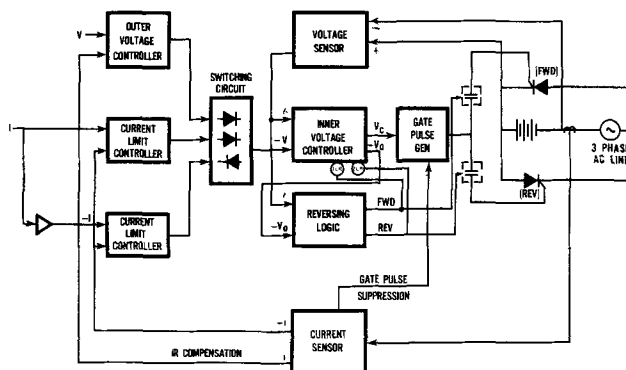 V
OUTER
VOLTAGE
CONTROLLER
I
CURRENT
LIMIT
CONTROLLER
-I
CURRENT
LIMIT
CONTROLLER
SWITCHING
CIRCUIT
VOLTAGE
SENSOR
-
+
-V
INNER
VOLTAGE
CONTROLLER
VC
-VO
GATE
PULSE
GEN
-VO
REVERSING
LOGIC
FWD
REV
(FWD)
(REV)
3 PHASE
AC LINE
GATE PULSE
SUPPRESSION
CURRENT
SENSOR
-I
I
IR COMPENSATION